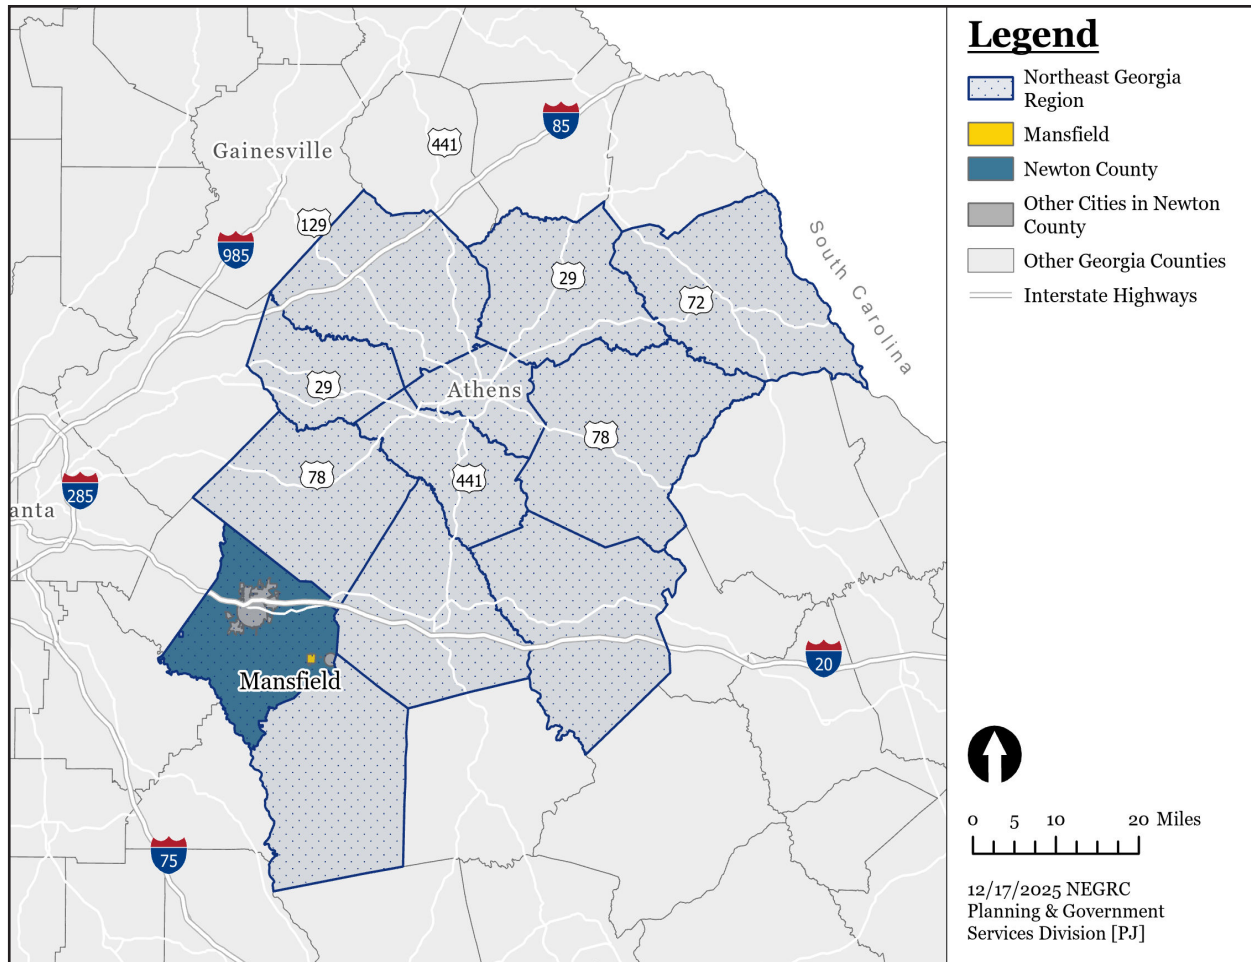 Gainesville
441
85
129
985
29
72
South Carolina
29
Athens
78
78
441
285
anta
Mansfield
20
75
Legend
Northeast Georgia
Region
Mansfield
Newton County
Other Cities in Newton
County
Other Georgia Counties
Interstate Highways
0 5 10 20 Miles
12/17/2025 NEGRC
Planning & Government
Services Division [PJ]